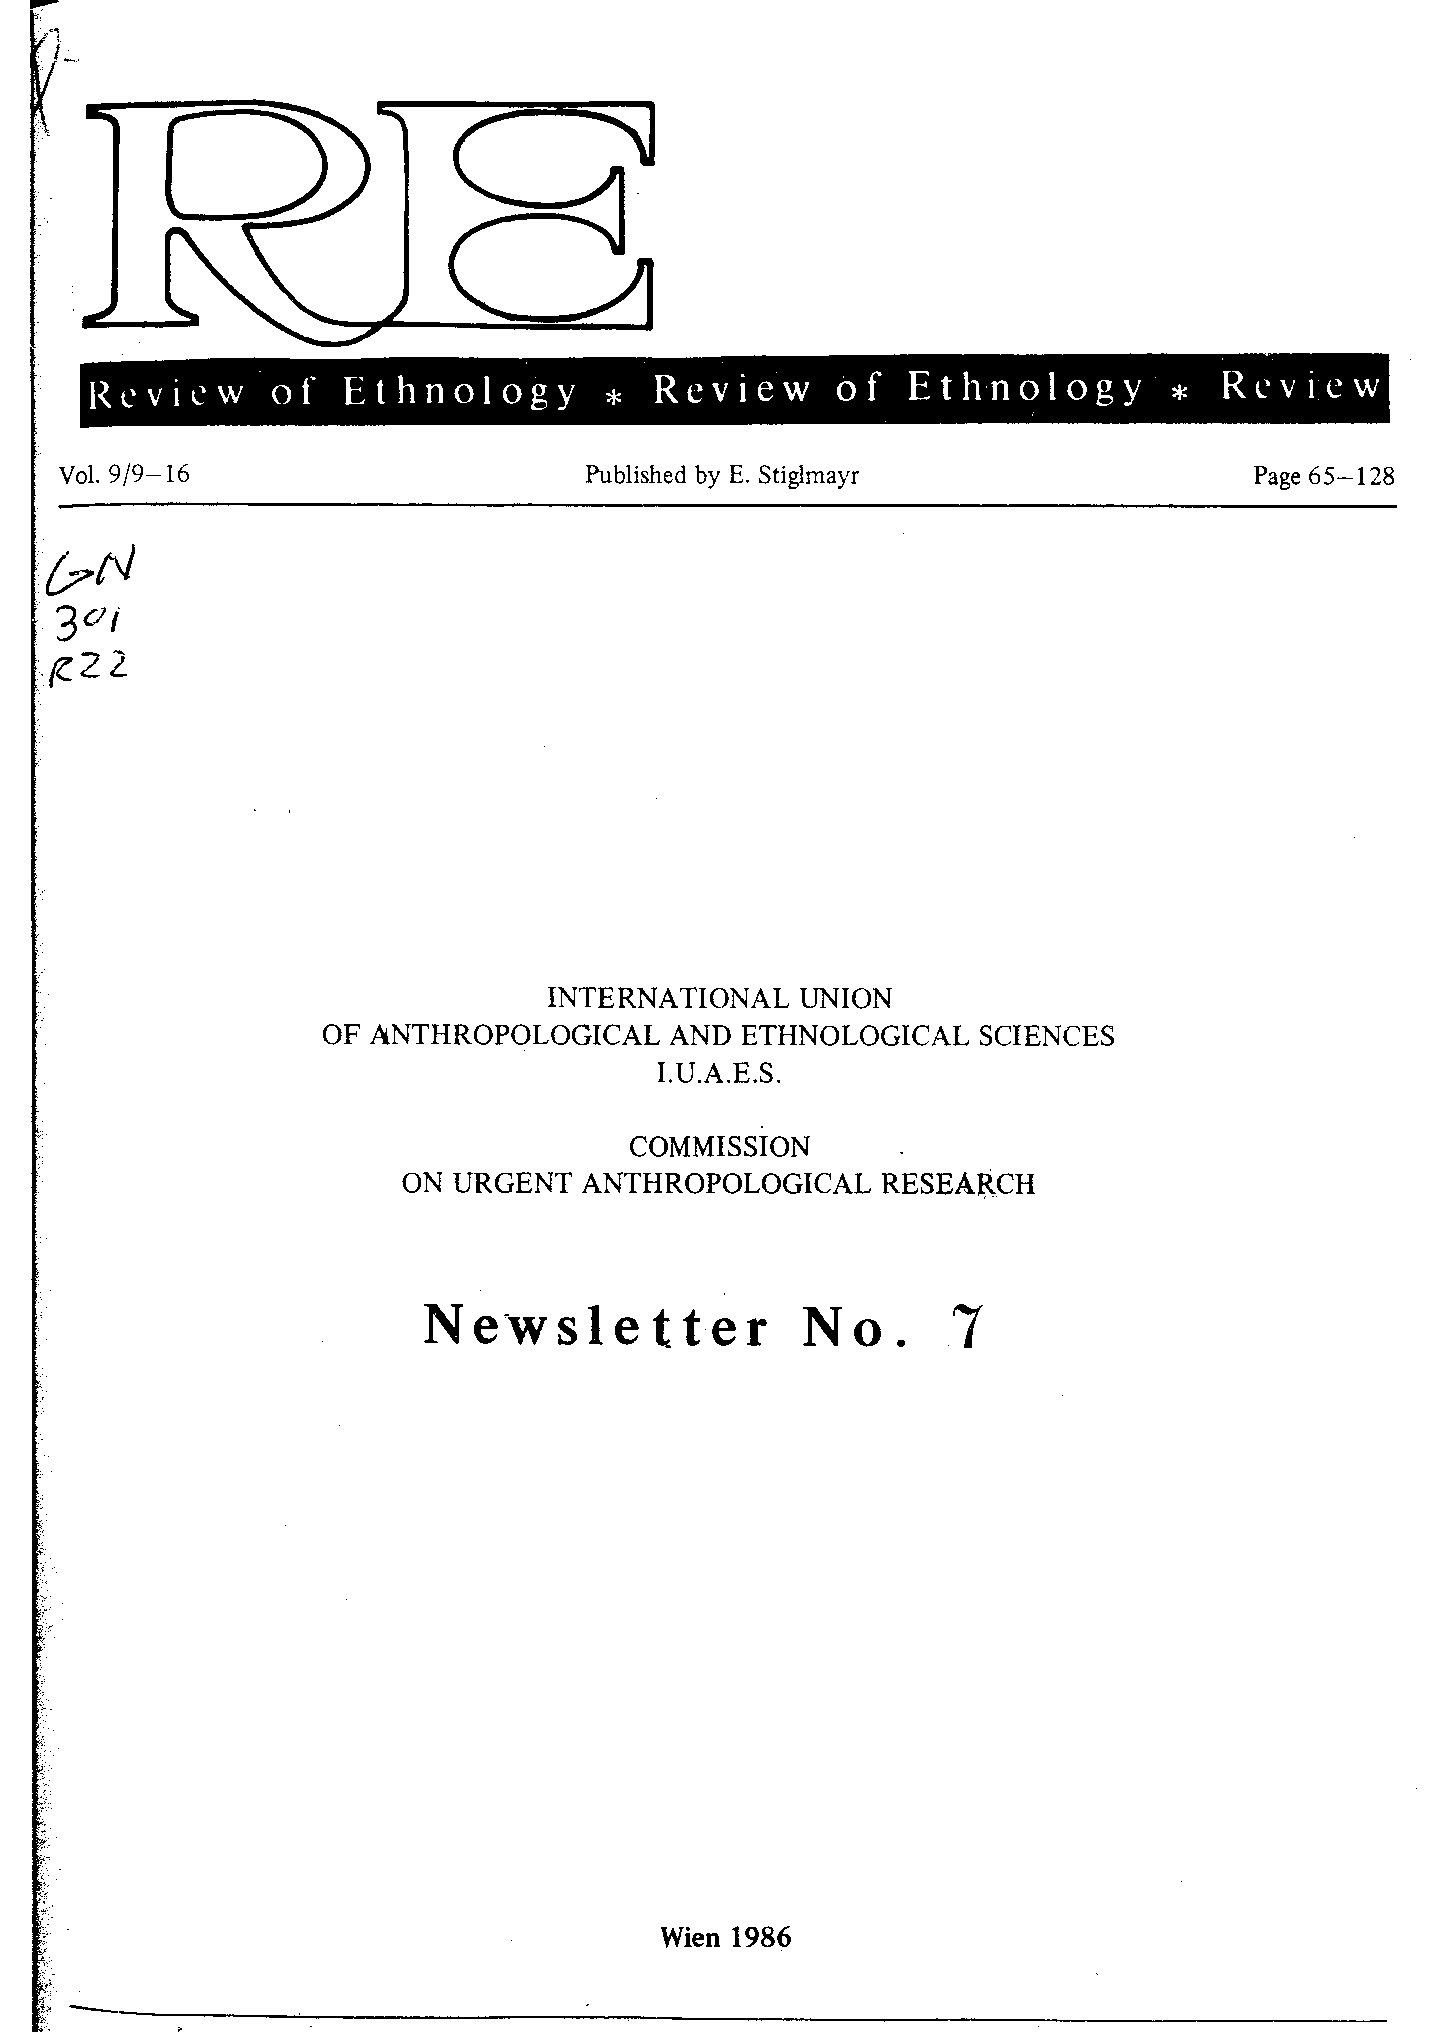 RE
Review of Ethnology * Review of Ethnology * Review
Vol. 9/9–16 Published by E. Stiglmayr Page 65–128
GN
301
R22
INTERNATIONAL UNION
OF ANTHROPOLOGICAL AND ETHNOLOGICAL SCIENCES
I.U.A.E.S.
COMMISSION
ON URGENT ANTHROPOLOGICAL RESEARCH
Newsletter No. 7
Wien 1986